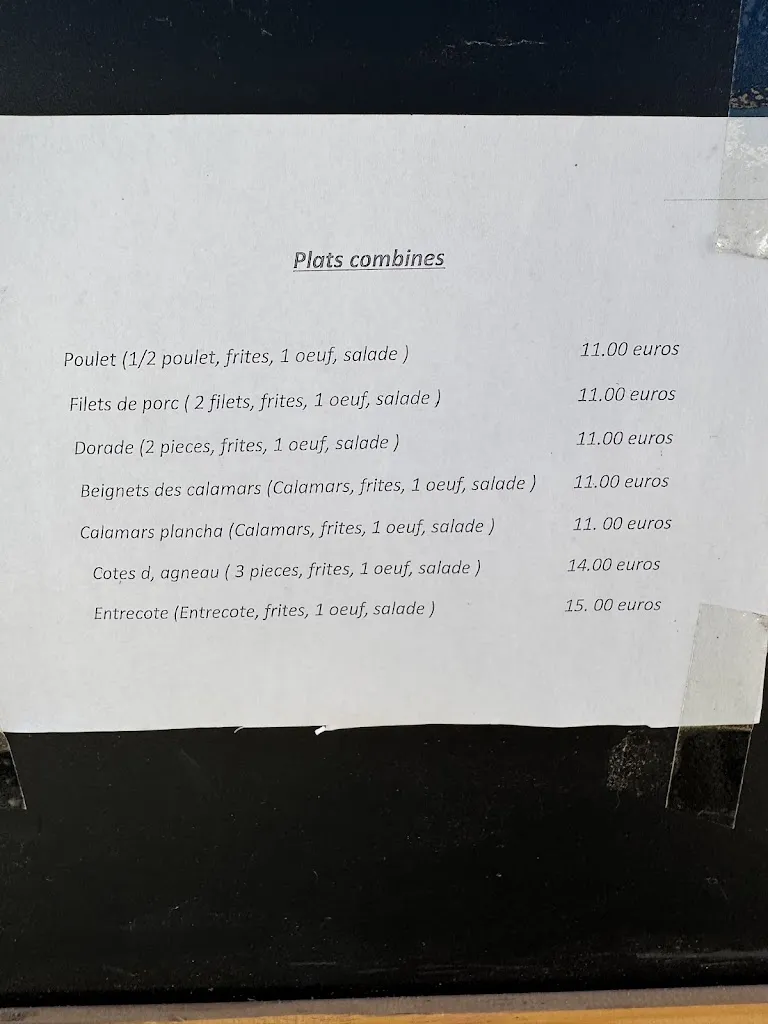 Plats combines
Poulet (1/2 poulet, frites, 1 oeuf, salade ) 11.00 euros
Filets de porc ( 2 filets, frites, 1 oeuf, salade ) 11.00 euros
Dorade (2 pieces, frites, 1 oeuf, salade ) 11.00 euros
Beignets des calamars (Calamars, frites, 1 oeuf, salade ) 11.00 euros
Calamars plancha (Calamars, frites, 1 oeuf, salade ) 11. 00 euros
Cotes d, agneau ( 3 pieces, frites, 1 oeuf, salade ) 14.00 euros
Entrecote (Entrecote, frites, 1 oeuf, salade ) 15. 00 euros